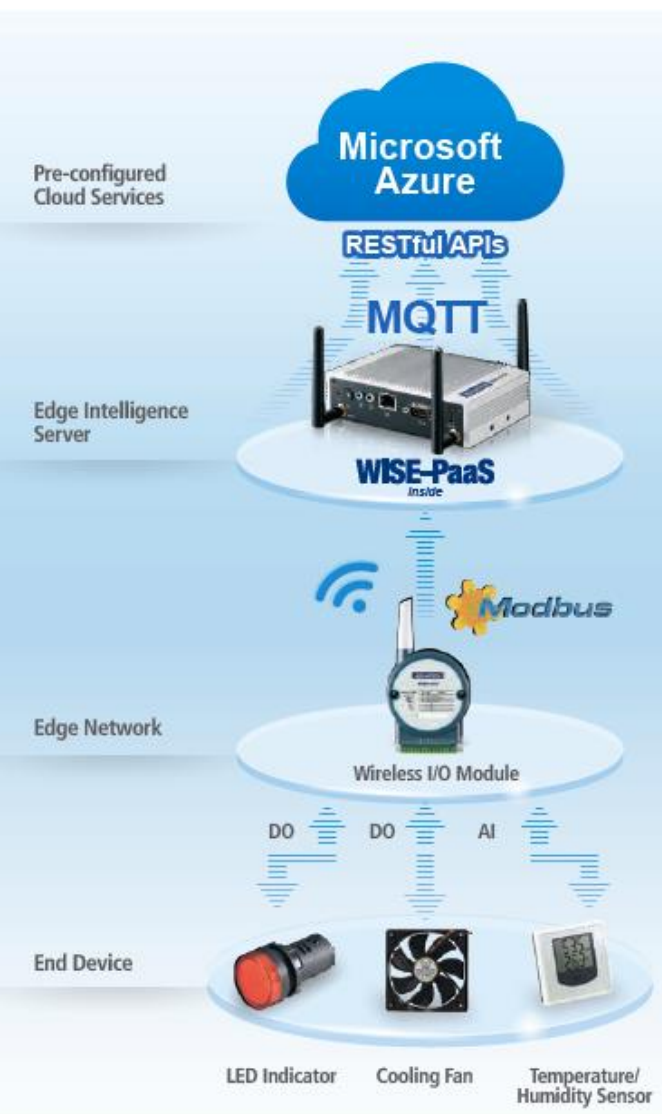 Pre-configured
Cloud Services
Microsoft
Azure
RESTful APIs
MQTT
Edge Intelligence
Server
WISE-PaaS
inside
Modbus
Edge Network
Wireless I/O Module
DO
DO
AI
End Device
LED Indicator
Cooling Fan
Temperature/
Humidity Sensor